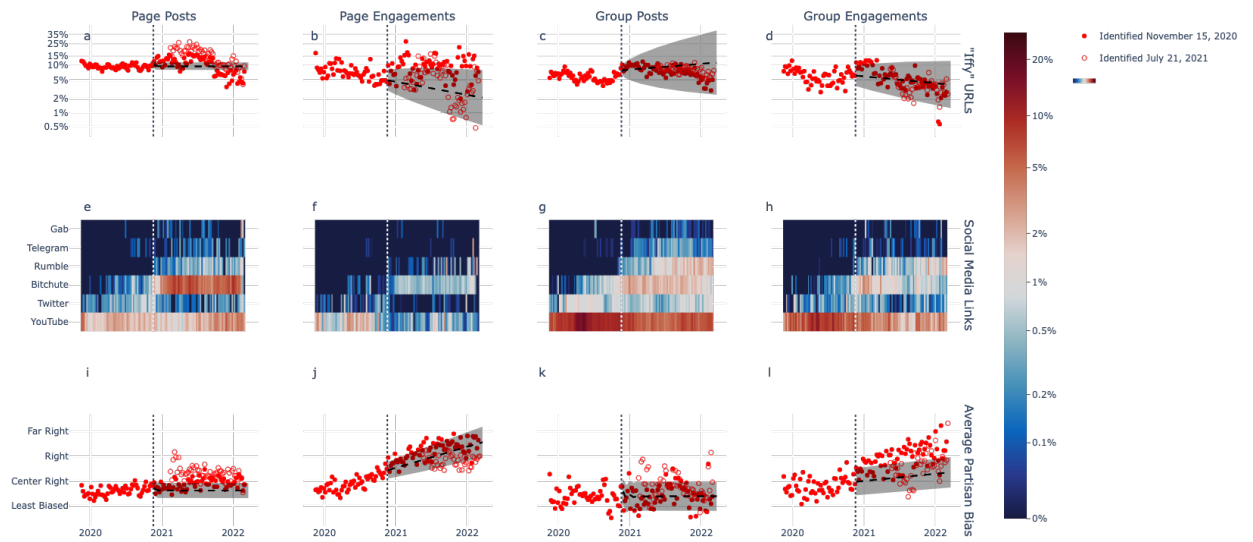 Page Posts
Page Engagements
Group Posts
Group Engagements
a
b
c
d
35%
25%
15%
10%
5%
2%
1%
0.5%
"Iffy" URLs
e
f
g
h
Gab
Telegram
Rumble
Bitchute
Twitter
YouTube
Social Media Links
i
j
k
l
Far Right
Right
Center Right
Least Biased
Average Partisan Bias
2020 2021 2022
2020 2021 2022
2020 2021 2022
2020 2021 2022
20%
10%
5%
2%
1%
0.5%
0.2%
0.1%
0%
Identified November 15, 2020
Identified July 21, 2021